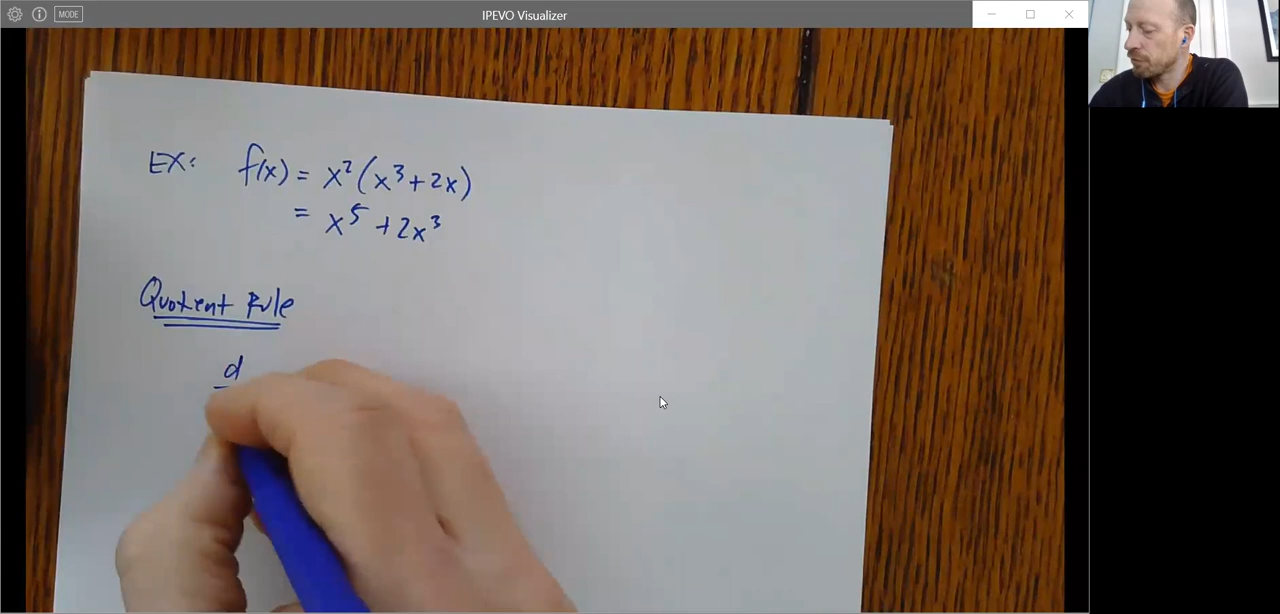 IPEVO Visualizer
MODE
EX: f(x) = x²(x³+2x)
= x⁵ + 2x³
Quotient Rule
d